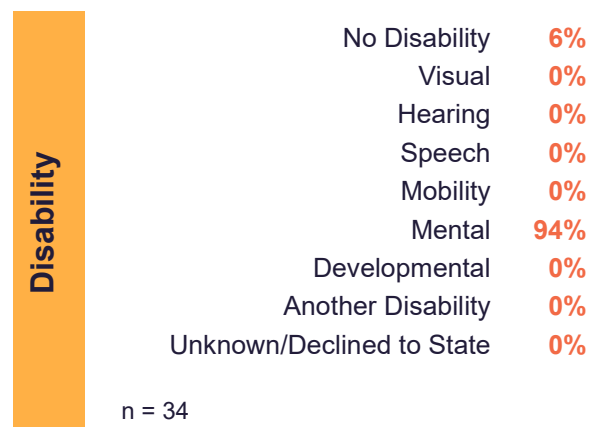 Disability
No Disability 6%
Visual 0%
Hearing 0%
Speech 0%
Mobility 0%
Mental 94%
Developmental 0%
Another Disability 0%
Unknown/Declined to State 0%
n = 34